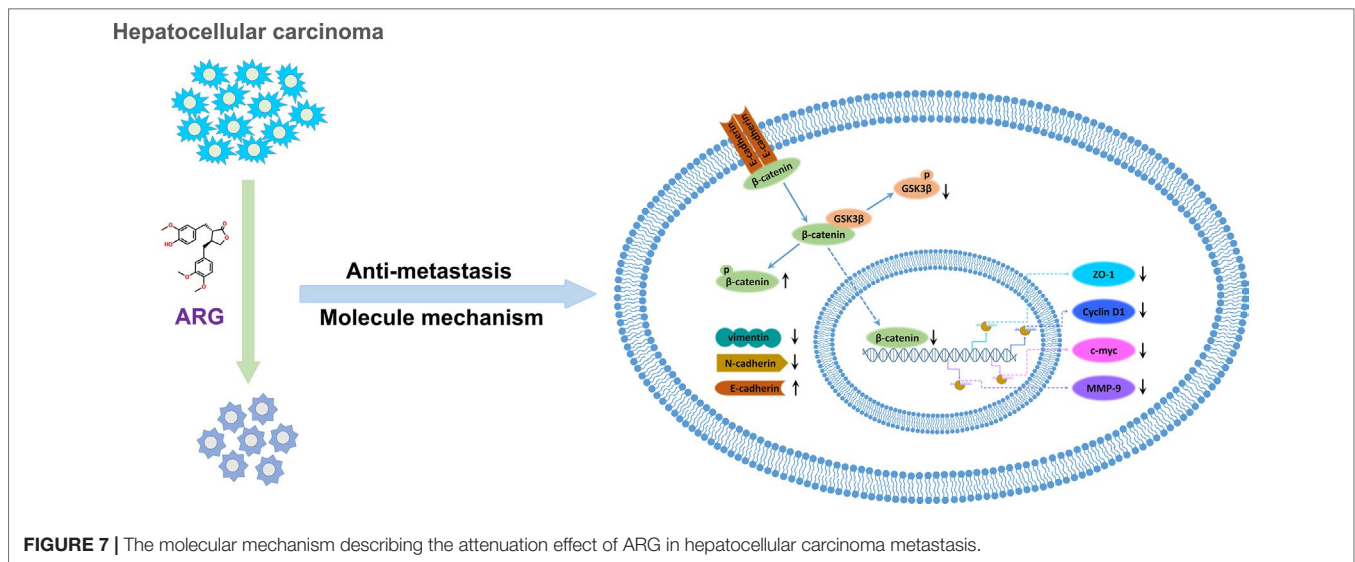 Hepatocellular carcinoma
ARG
Anti-metastasis
Molecule mechanism
E-cadherin
E-cadherin
β-catenin
p
GSK3β
GSK3β
β-catenin
p
β-catenin
vimentin
N-cadherin
E-cadherin
β-catenin
ZO-1
Cyclin D1
c-myc
MMP-9
O
O
O
HO
O
O
FIGURE 7 | The molecular mechanism describing the attenuation effect of ARG in hepatocellular carcinoma metastasis.